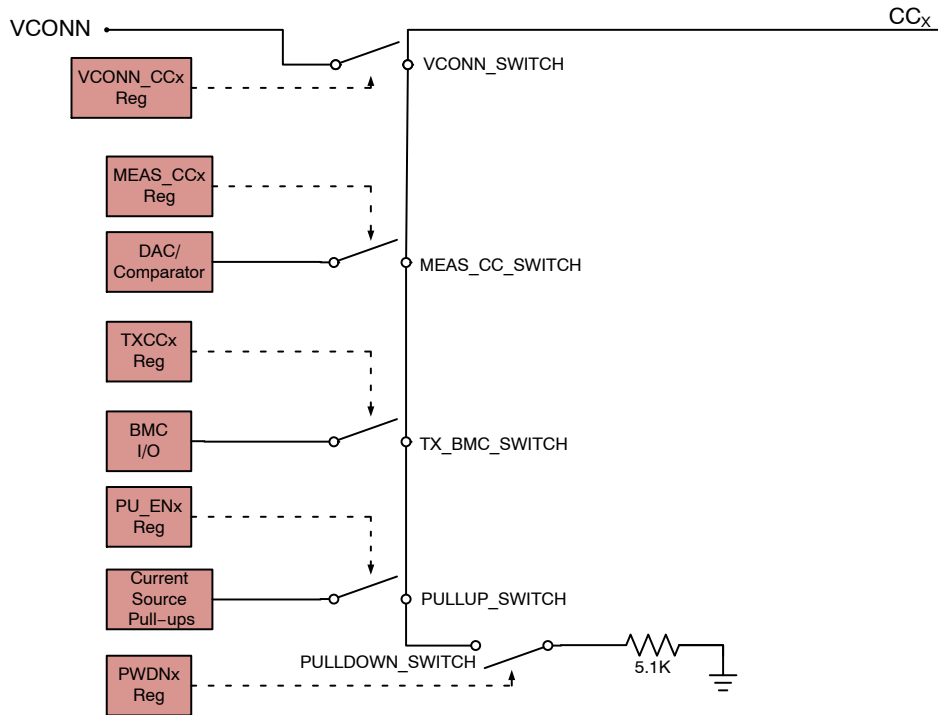 VCONN
CCX
VCONN_CCx
Reg
VCONN_SWITCH
MEAS_CCx
Reg
DAC/
Comparator
MEAS_CC_SWITCH
TXCCx
Reg
BMC
I/O
TX_BMC_SWITCH
PU_ENx
Reg
Current
Source
Pull−ups
PULLUP_SWITCH
PULLDOWN_SWITCH
5.1K
PWDNx
Reg